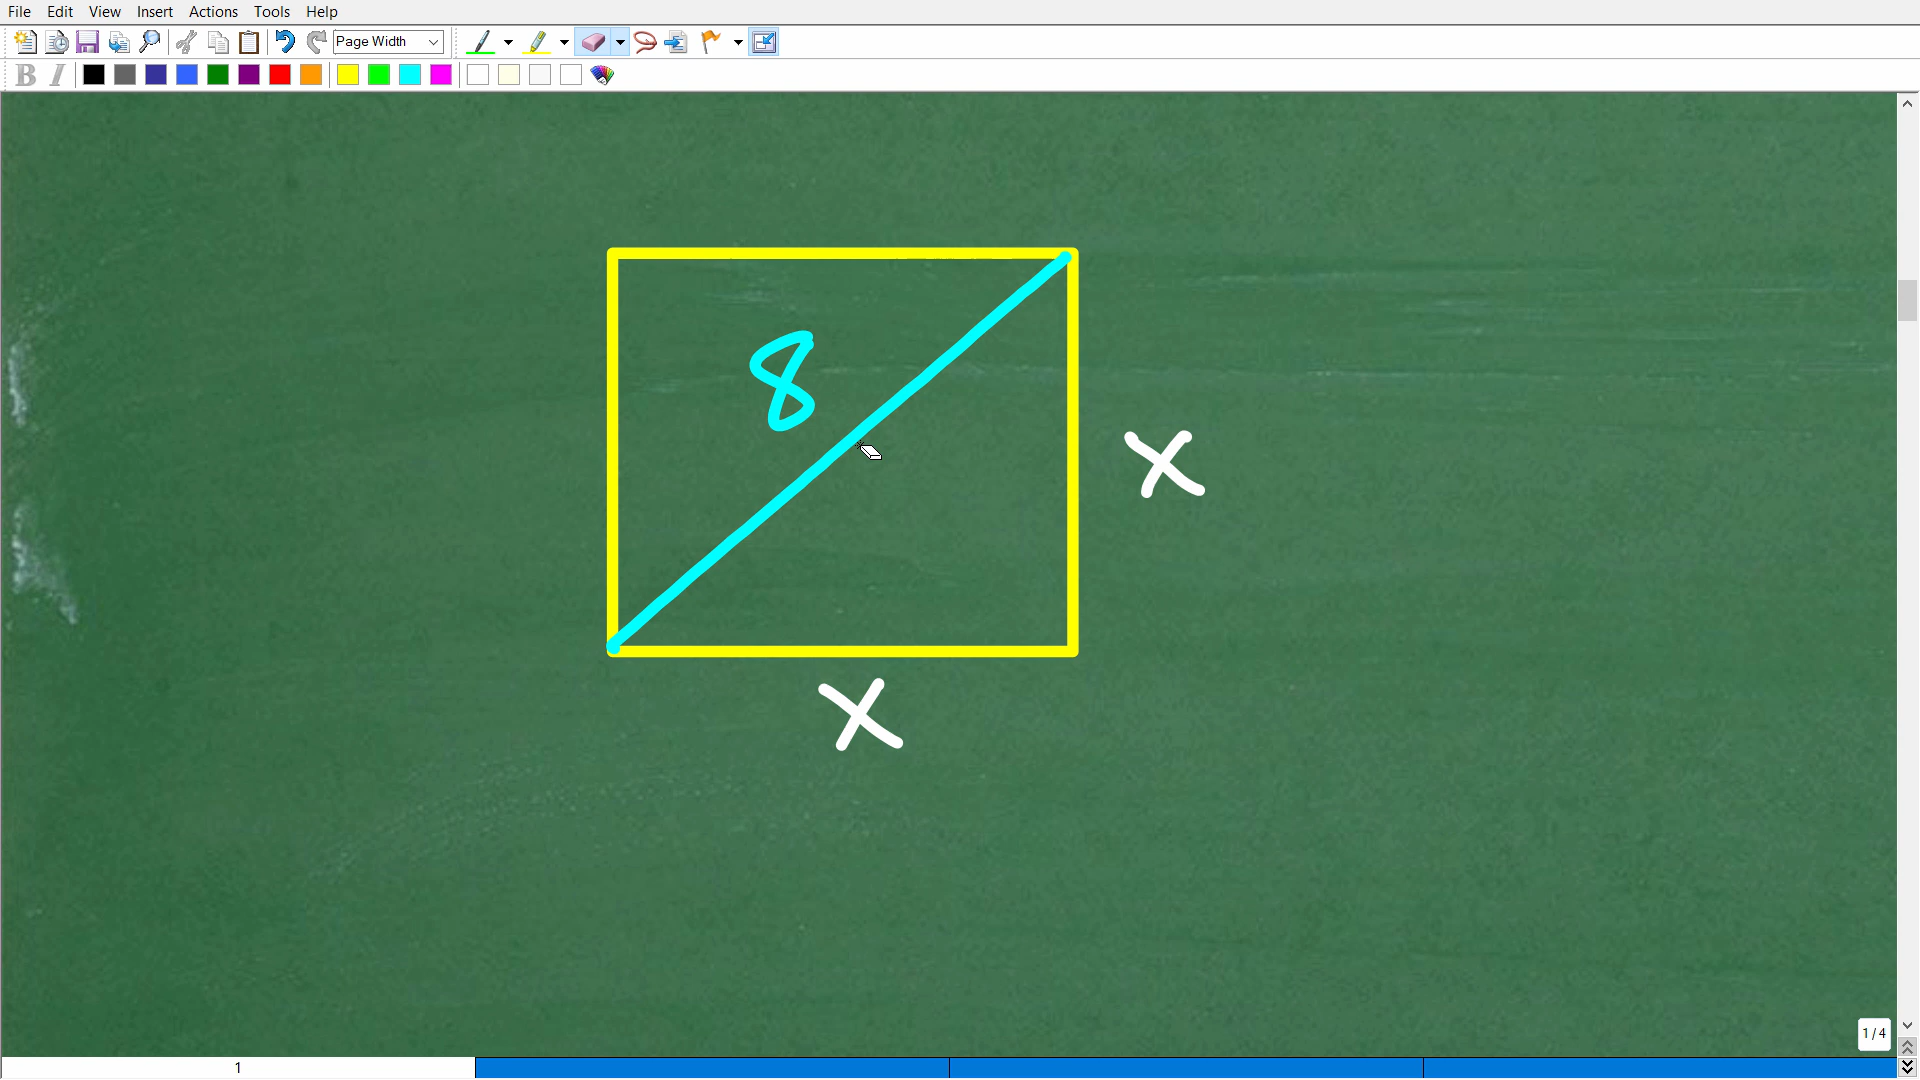 File Edit View Insert Actions Tools Help
Page Width
B I
8
x
x
1 / 4
1